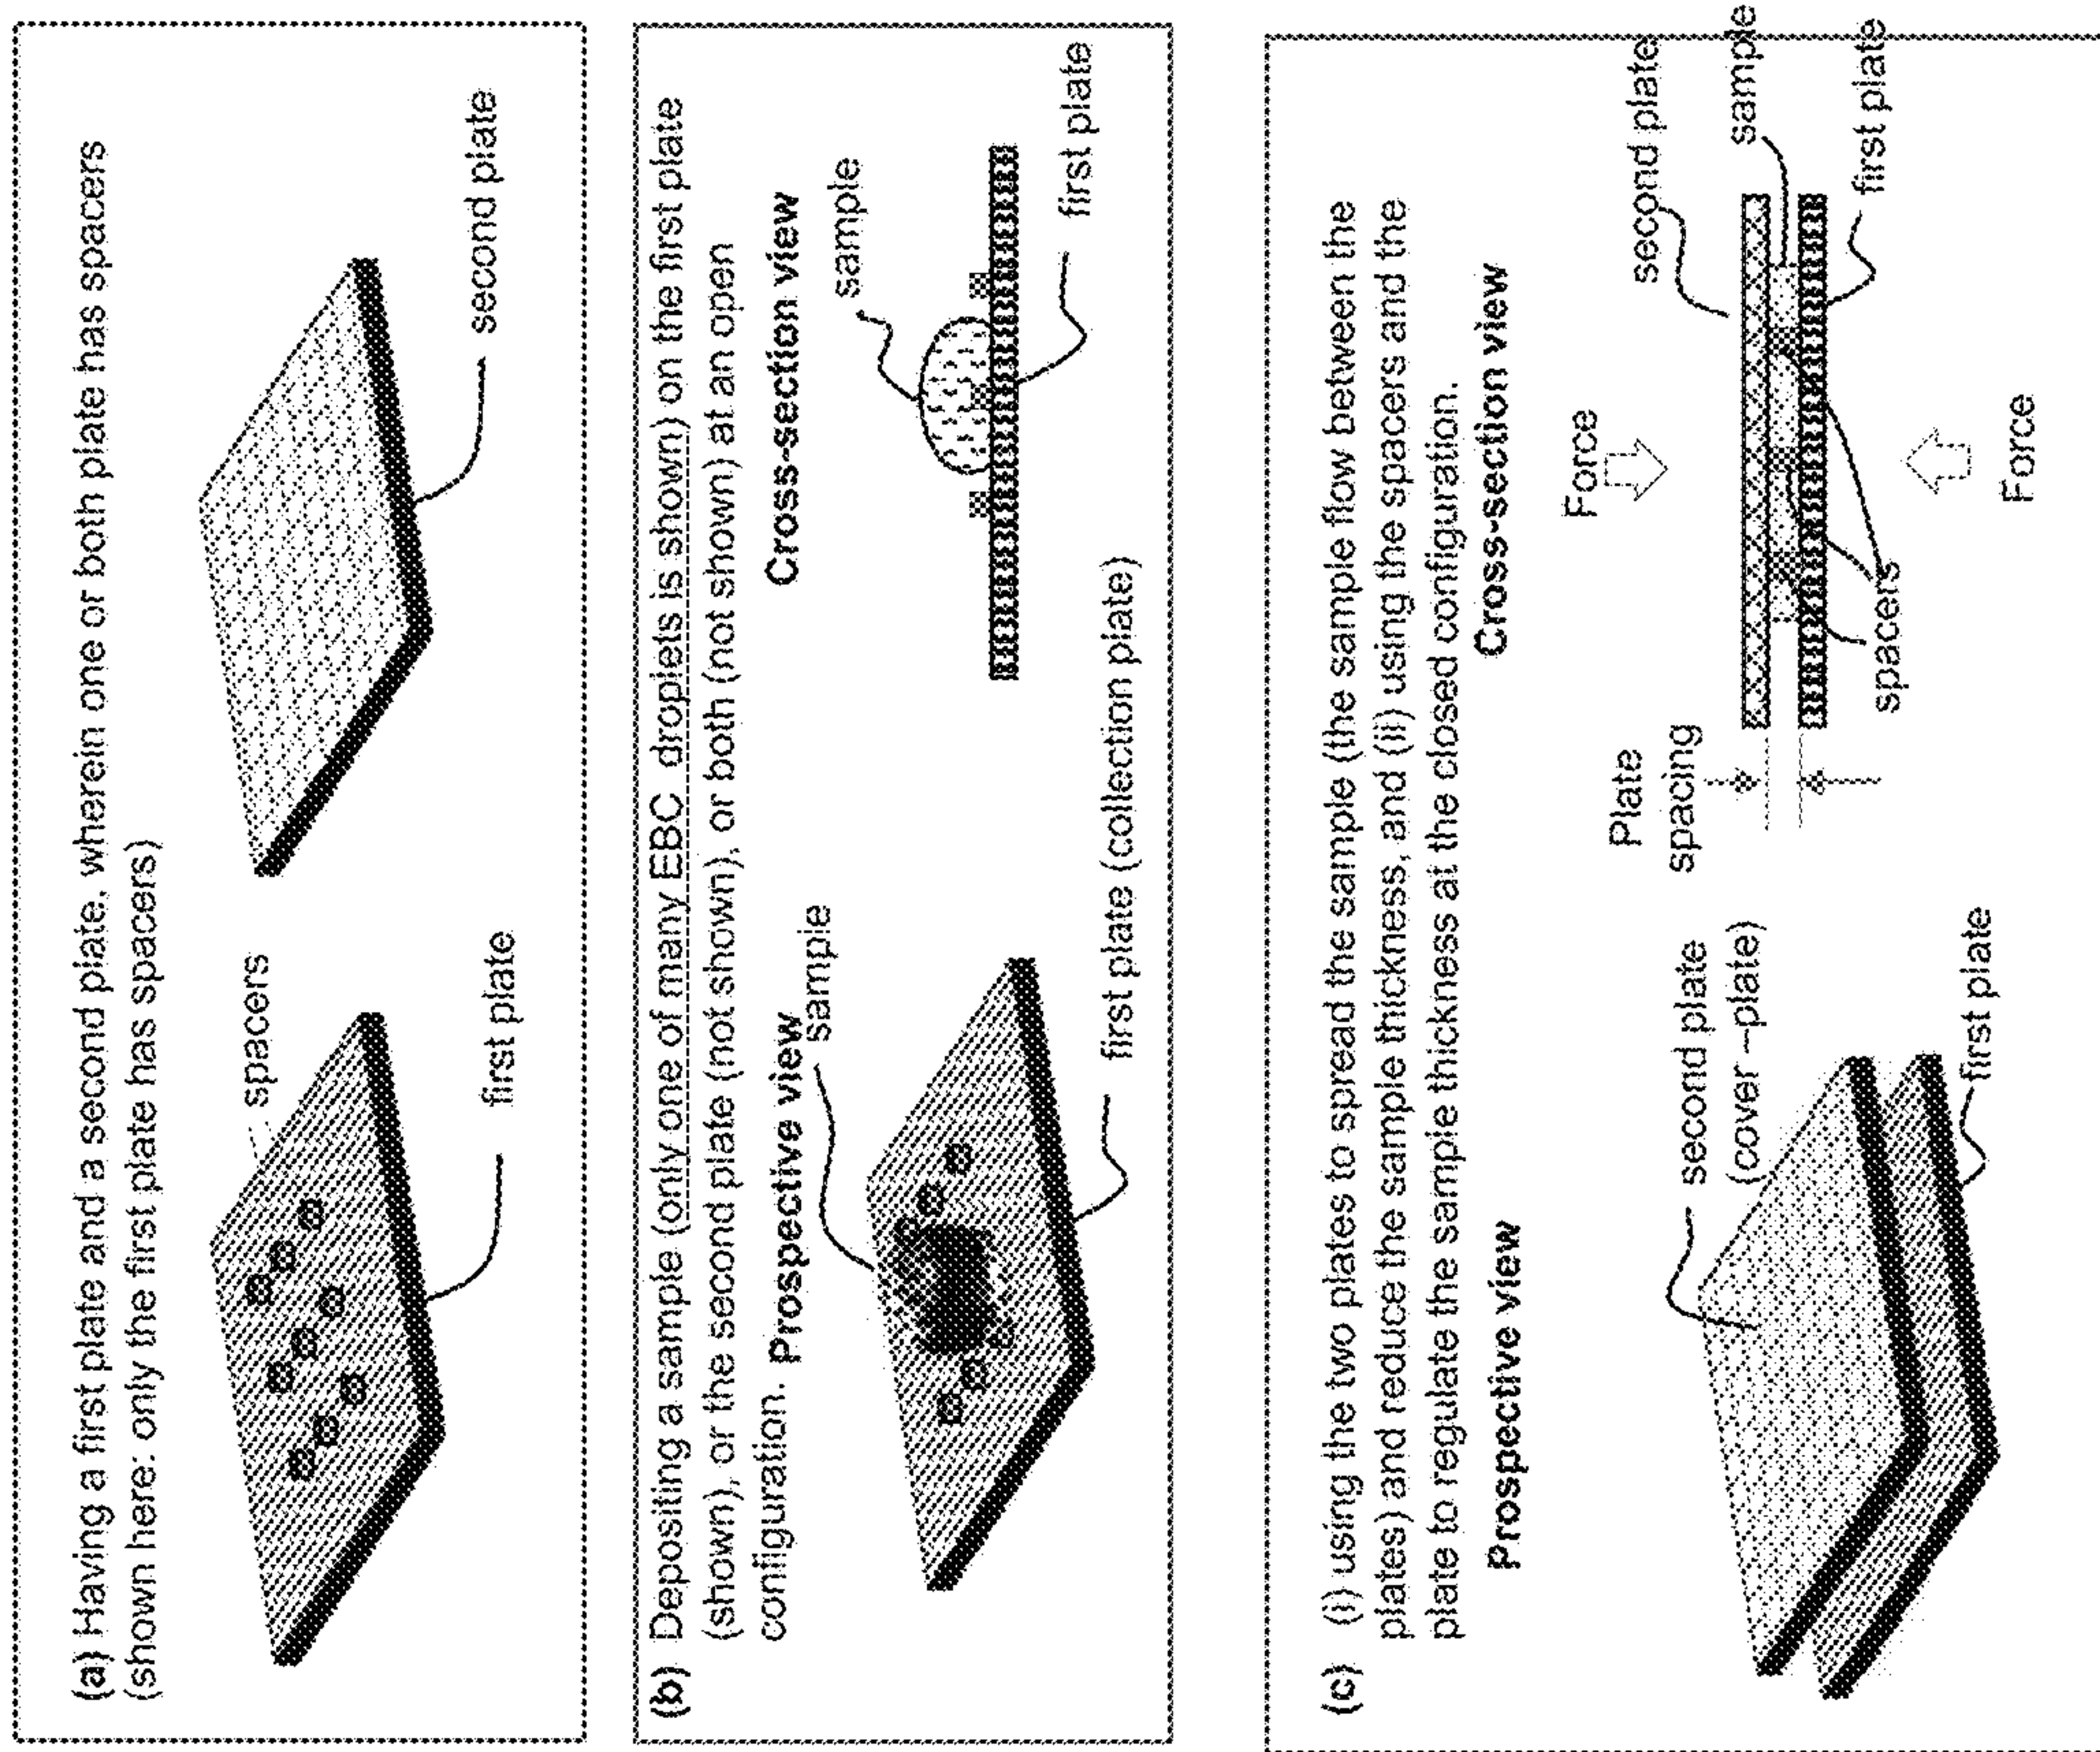 (a) Having a first plate and a second plate, wherein one or both plate has spacers
(shown here: only the first plate has spacers)
spacers
first plate
second plate
(b) Depositing a sample (only one of many EBC droplets is shown) on the first plate
(shown), or the second plate (not shown), or both (not shown) at an open
configuration.
Prospective view
sample
first plate (collection plate)
Cross-section view
sample
first plate
(c) (i) using the two plates to spread the sample (the sample flow between the
plates) and reduce the sample thickness, and (ii) using the spacers and the
plate to regulate the sample thickness at the closed configuration.
Prospective view
second plate
(cover –plate)
first plate
Cross-section view
Plate
spacing
Force
second plate
sample
first plate
spacers
Force